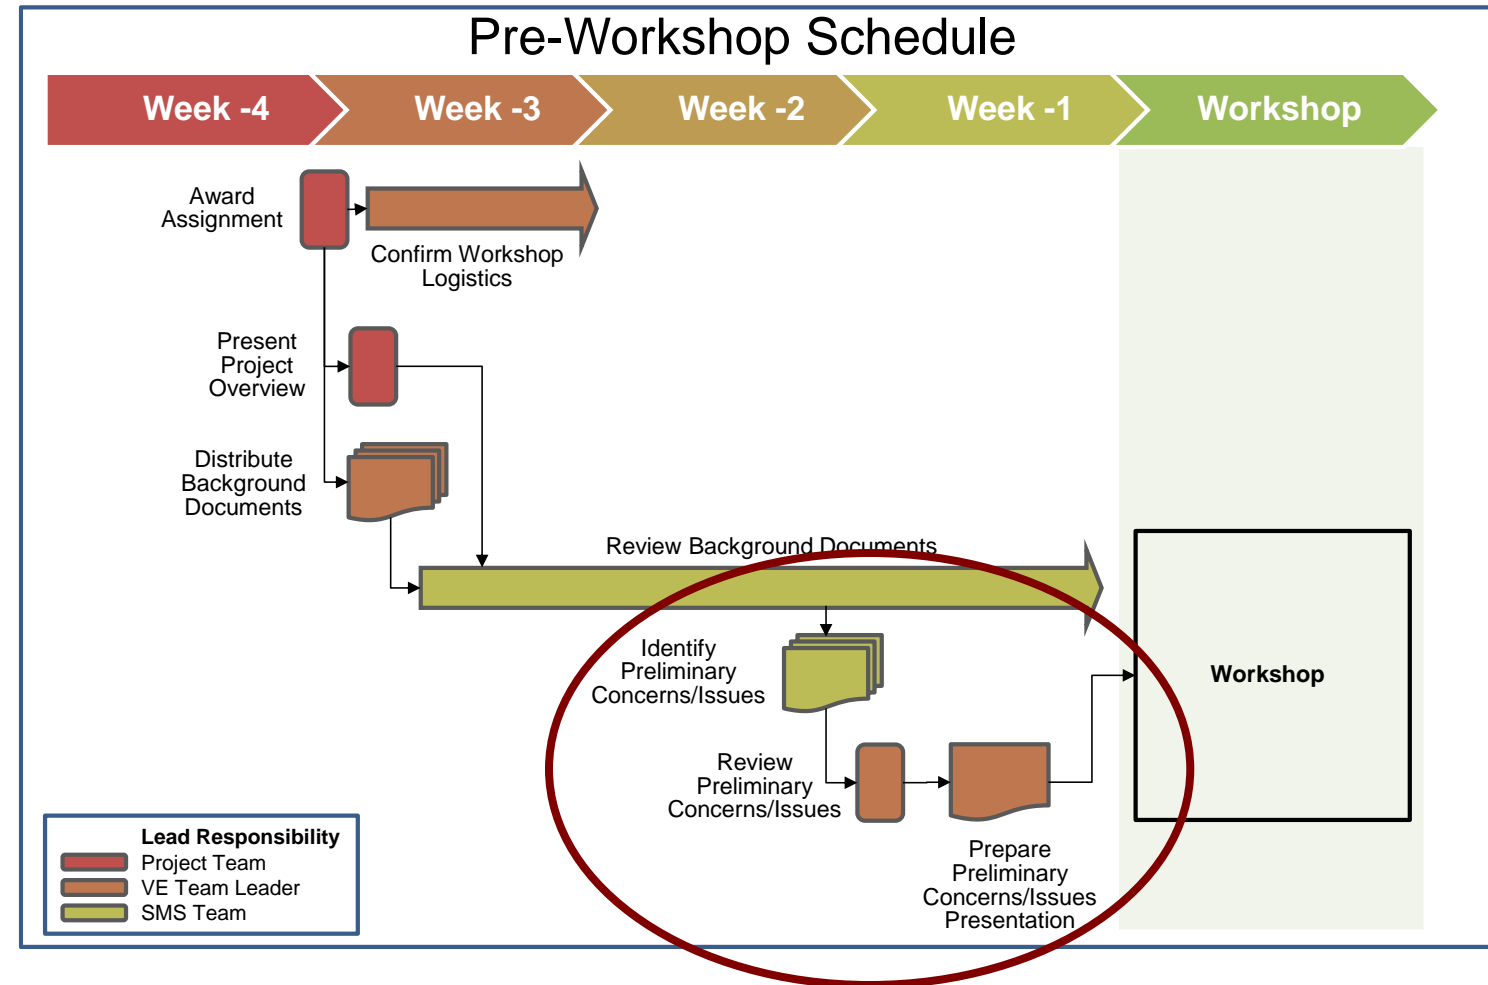 Pre-Workshop Schedule
Week -4
Week -3
Week -2
Week -1
Workshop
Award
Assignment
Confirm Workshop
Logistics
Present
Project
Overview
Distribute
Background
Documents
Review Background Documents
Identify
Preliminary
Concerns/Issues
Workshop
Review
Preliminary
Concerns/Issues
Prepare
Preliminary
Concerns/Issues
Presentation
Lead Responsibility
Project Team
VE Team Leader
SMS Team